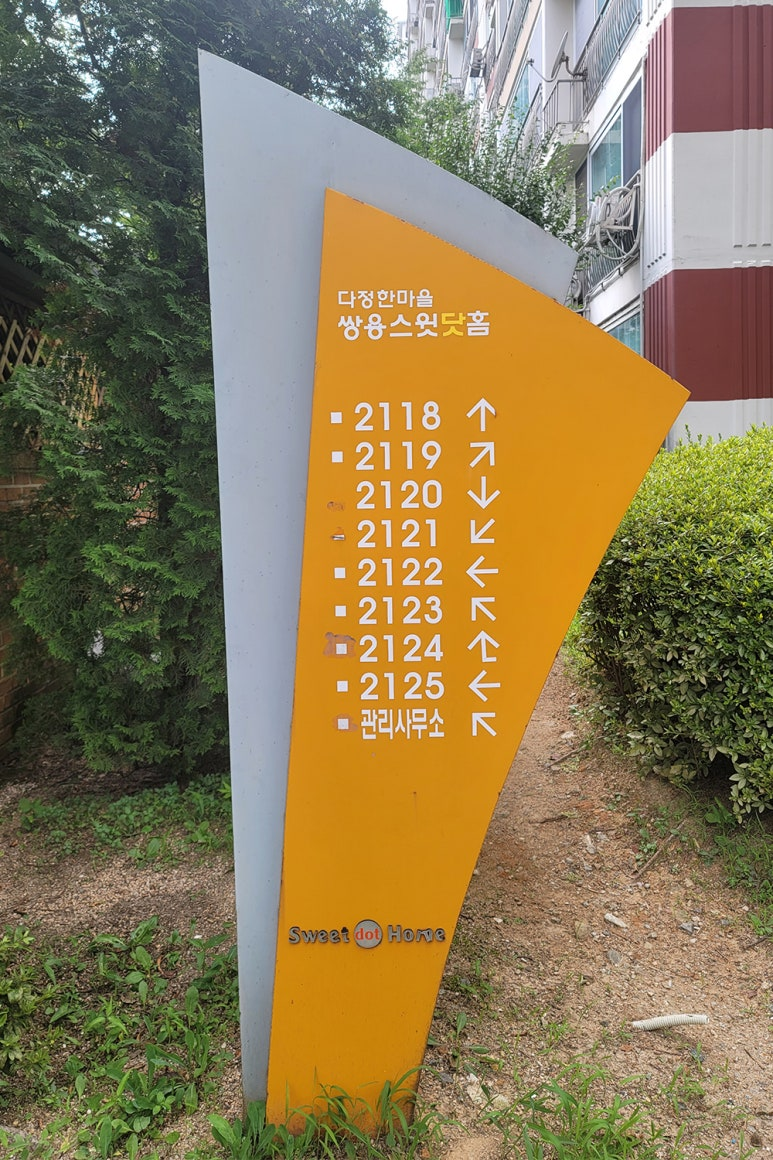 다정한마을
쌍용스윗닷홈
2118 ↑
2119 ↗
2120 ↓
2121 ↙
2122 ←
2123 ↖
2124 ↑
2125 ←
관리사무소 ↖
Sweet dot Home